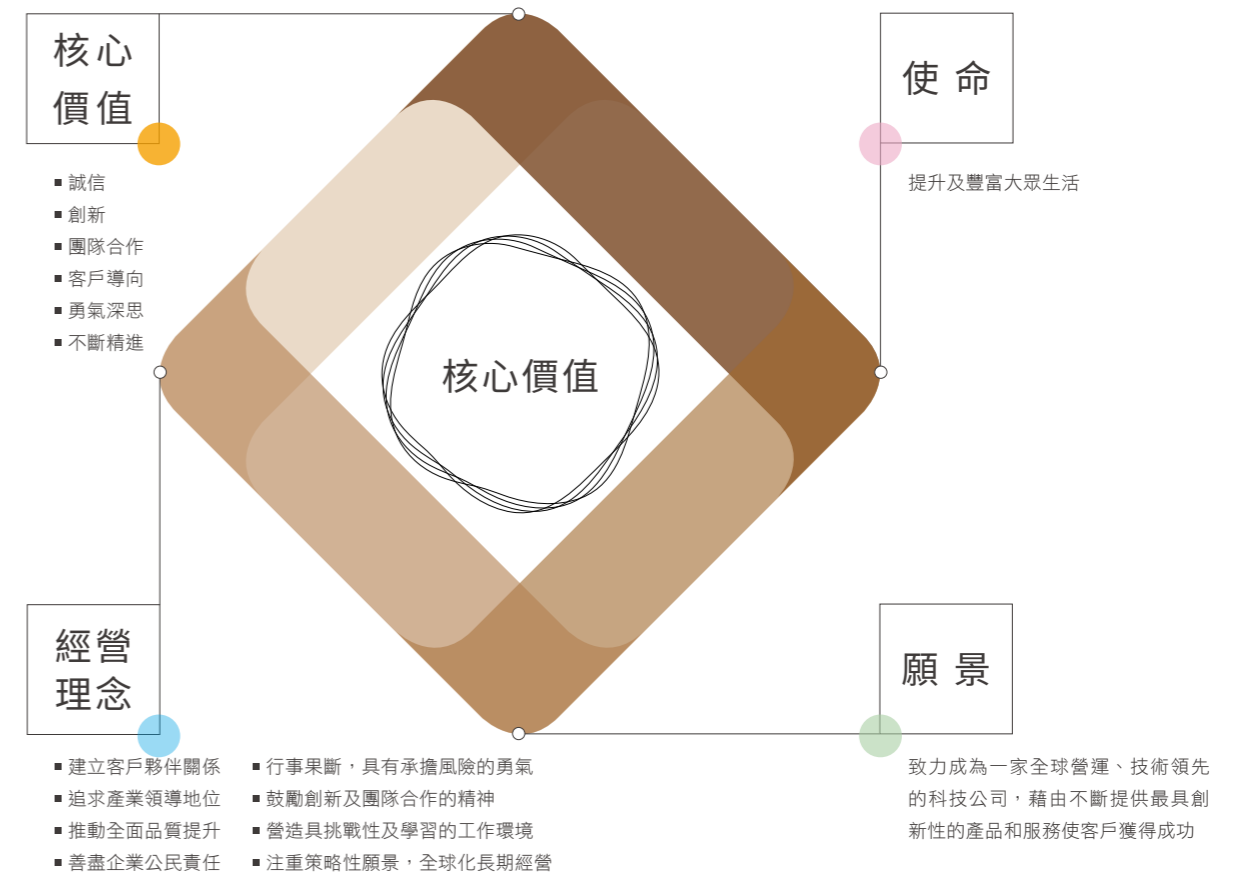 核心
價值
■ 誠信
■ 創新
■ 團隊合作
■ 客戶導向
■ 勇氣深思
■ 不斷精進
使命
提升及豐富大眾生活
核心價值
經營
理念
■ 建立客戶夥伴關係
■ 追求產業領導地位
■ 推動全面品質提升
■ 善盡企業公民責任
■ 行事果斷，具有承擔風險的勇氣
■ 鼓勵創新及團隊合作的精神
■ 營造具挑戰性及學習的工作環境
■ 注重策略性願景，全球化長期經營
願景
致力成為一家全球營運、技術領先
的科技公司，藉由不斷提供最具創
新性的產品和服務使客戶獲得成功